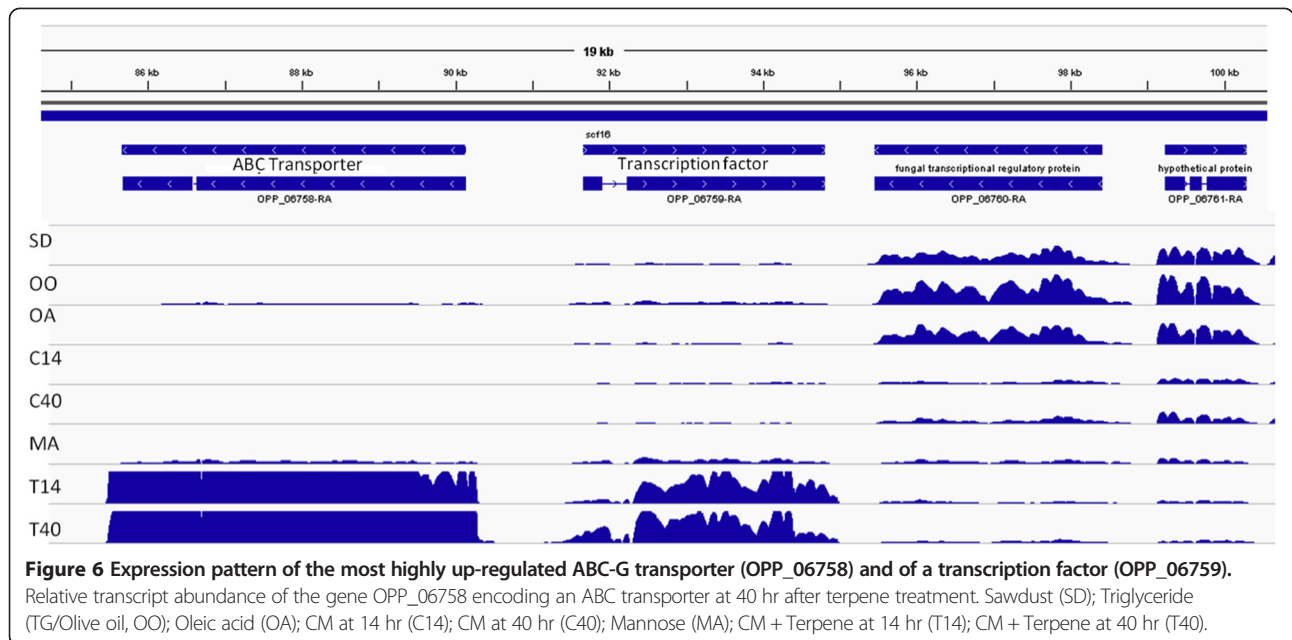 19 kb
86 kb 88 kb 90 kb 92 kb 94 kb 96 kb 98 kb 100 kb
scf16
ABC Transporter Transcription factor fungal transcriptional regulatory protein hypothetical protein
OPP_06758-RA OPP_06759-RA OPP_06760-RA OPP_06761-RA
SD
OO
OA
C14
C40
MA
T14
T40
Figure 6 Expression pattern of the most highly up-regulated ABC-G transporter (OPP_06758) and of a transcription factor (OPP_06759).
Relative transcript abundance of the gene OPP_06758 encoding an ABC transporter at 40 hr after terpene treatment. Sawdust (SD); Triglyceride
(TG/Olive oil, OO); Oleic acid (OA); CM at 14 hr (C14); CM at 40 hr (C40); Mannose (MA); CM + Terpene at 14 hr (T14); CM + Terpene at 40 hr (T40).